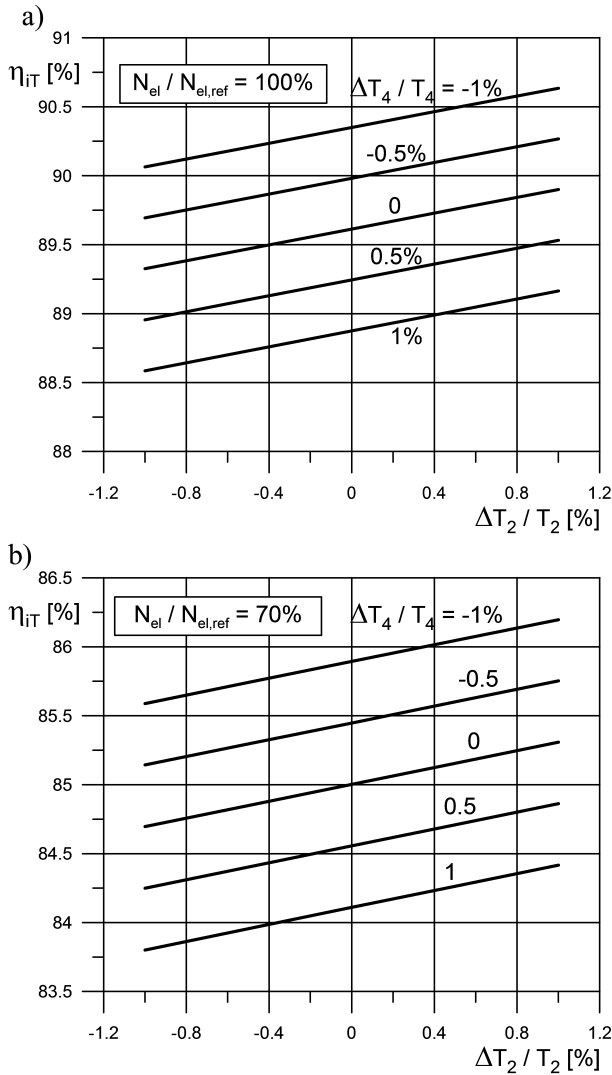 a)
91
η_iT [%]
N_el / N_el,ref = 100%
ΔT_4 / T_4 = -1%
90.5
-0.5%
90
0
89.5
0.5%
89
1%
88.5
88
-1.2 -0.8 -0.4 0 0.4 0.8 1.2
ΔT_2 / T_2 [%]
b)
86.5
η_iT [%]
N_el / N_el,ref = 70%
ΔT_4 / T_4 = -1%
86
-0.5
85.5
0
85
0.5
84.5
1
84
83.5
-1.2 -0.8 -0.4 0 0.4 0.8 1.2
ΔT_2 / T_2 [%]